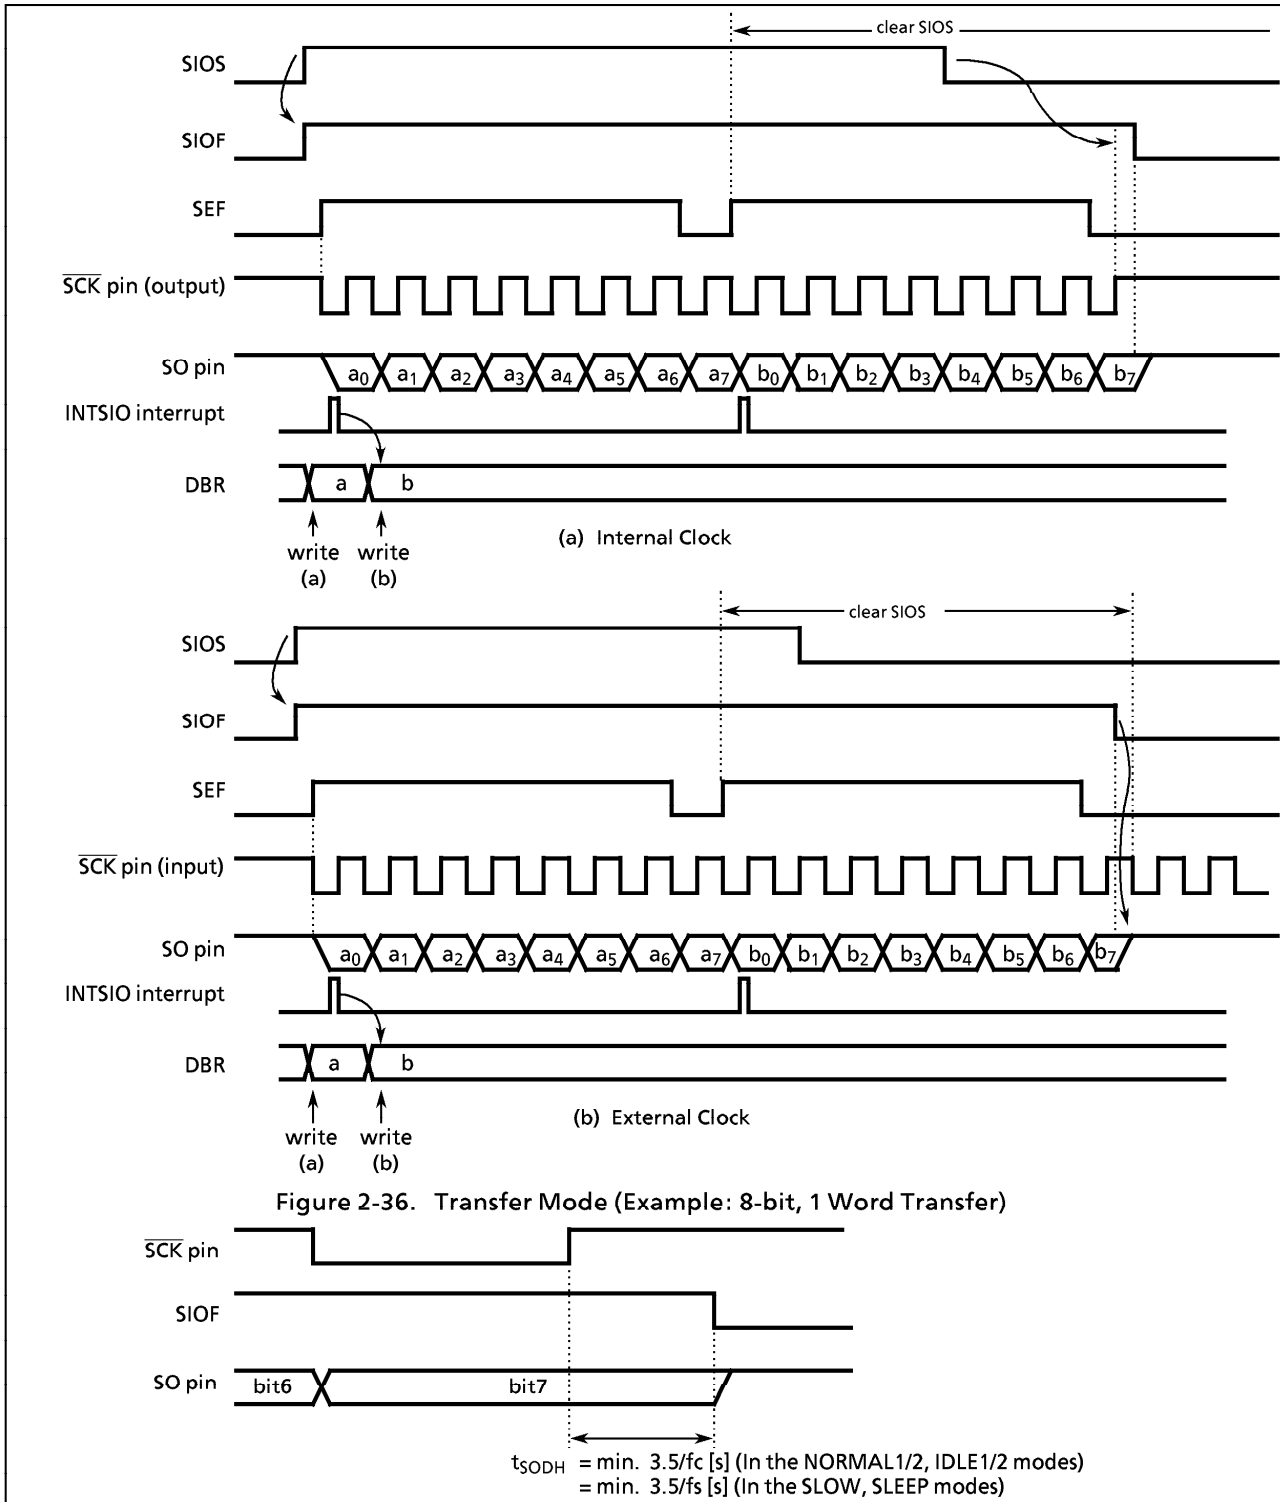 clear SIOS
SIOS
SIOF
SEF
SCK pin (output)
SO pin a0 a1 a2 a3 a4 a5 a6 a7 b0 b1 b2 b3 b4 b5 b6 b7
INTSIO interrupt
DBR a b
(a) Internal Clock
write write
(a) (b)
clear SIOS
SIOS
SIOF
SEF
SCK pin (input)
SO pin a0 a1 a2 a3 a4 a5 a6 a7 b0 b1 b2 b3 b4 b5 b6 b7
INTSIO interrupt
DBR a b
(b) External Clock
write write
(a) (b)
Figure 2-36. Transfer Mode (Example: 8-bit, 1 Word Transfer)
SCK pin
SIOF
SO pin bit6 bit7
tSODH = min. 3.5/fc [s] (In the NORMAL1/2, IDLE1/2 modes)
= min. 3.5/fs [s] (In the SLOW, SLEEP modes)